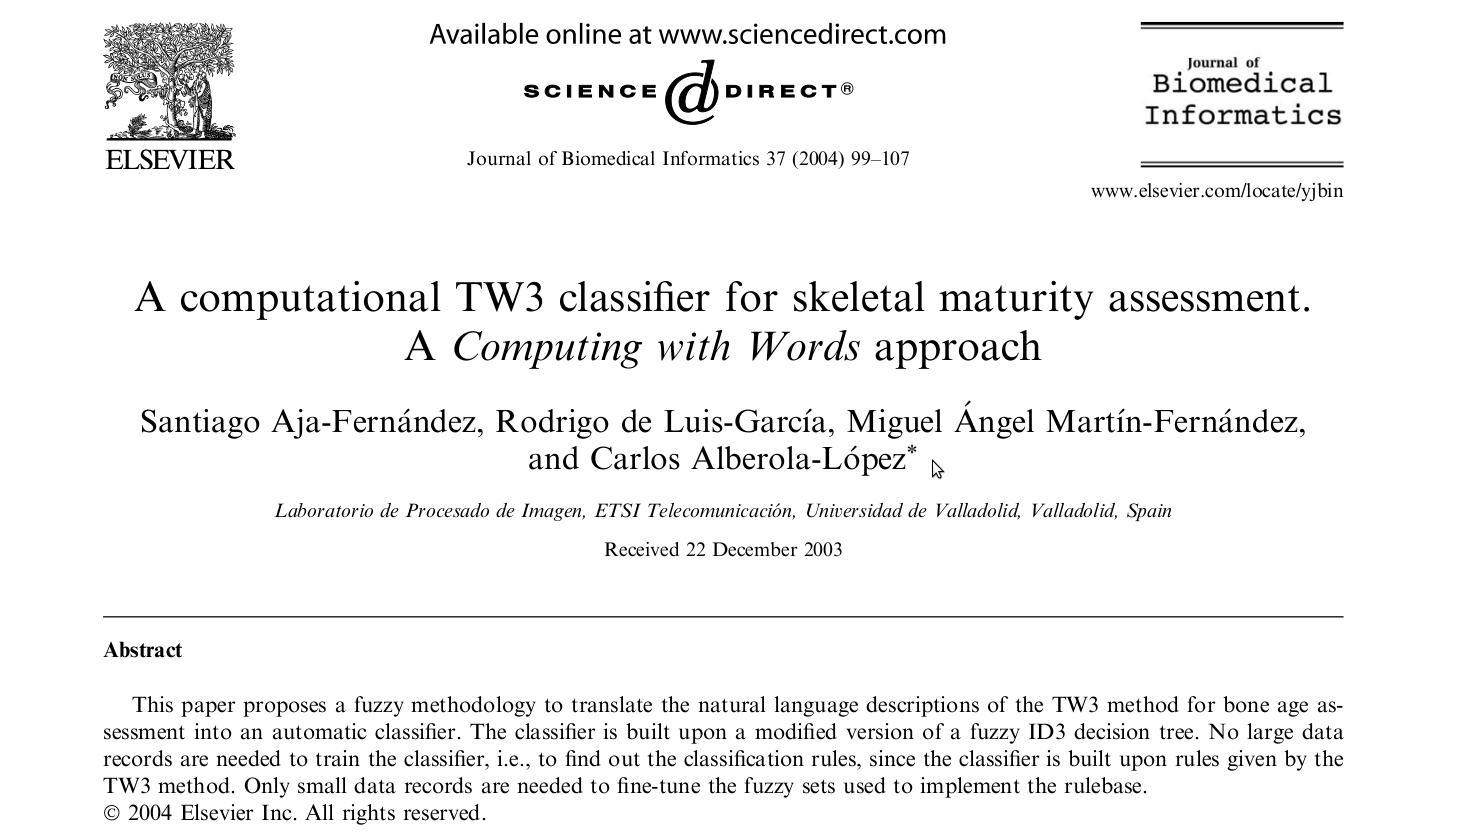 ELSEVIER
Available online at www.sciencedirect.com
SCIENCE DIRECT®
Journal of Biomedical Informatics 37 (2004) 99–107
Journal of
Biomedical
Informatics
www.elsevier.com/locate/yjbin
A computational TW3 classifier for skeletal maturity assessment.
A Computing with Words approach
Santiago Aja-Fernández, Rodrigo de Luis-García, Miguel Ángel Martín-Fernández,
and Carlos Alberola-López*
Laboratorio de Procesado de Imagen, ETSI Telecomunicación, Universidad de Valladolid, Valladolid, Spain
Received 22 December 2003
Abstract
This paper proposes a fuzzy methodology to translate the natural language descriptions of the TW3 method for bone age as-
sessment into an automatic classifier. The classifier is built upon a modified version of a fuzzy ID3 decision tree. No large data
records are needed to train the classifier, i.e., to find out the classification rules, since the classifier is built upon rules given by the
TW3 method. Only small data records are needed to fine-tune the fuzzy sets used to implement the rulebase.
© 2004 Elsevier Inc. All rights reserved.